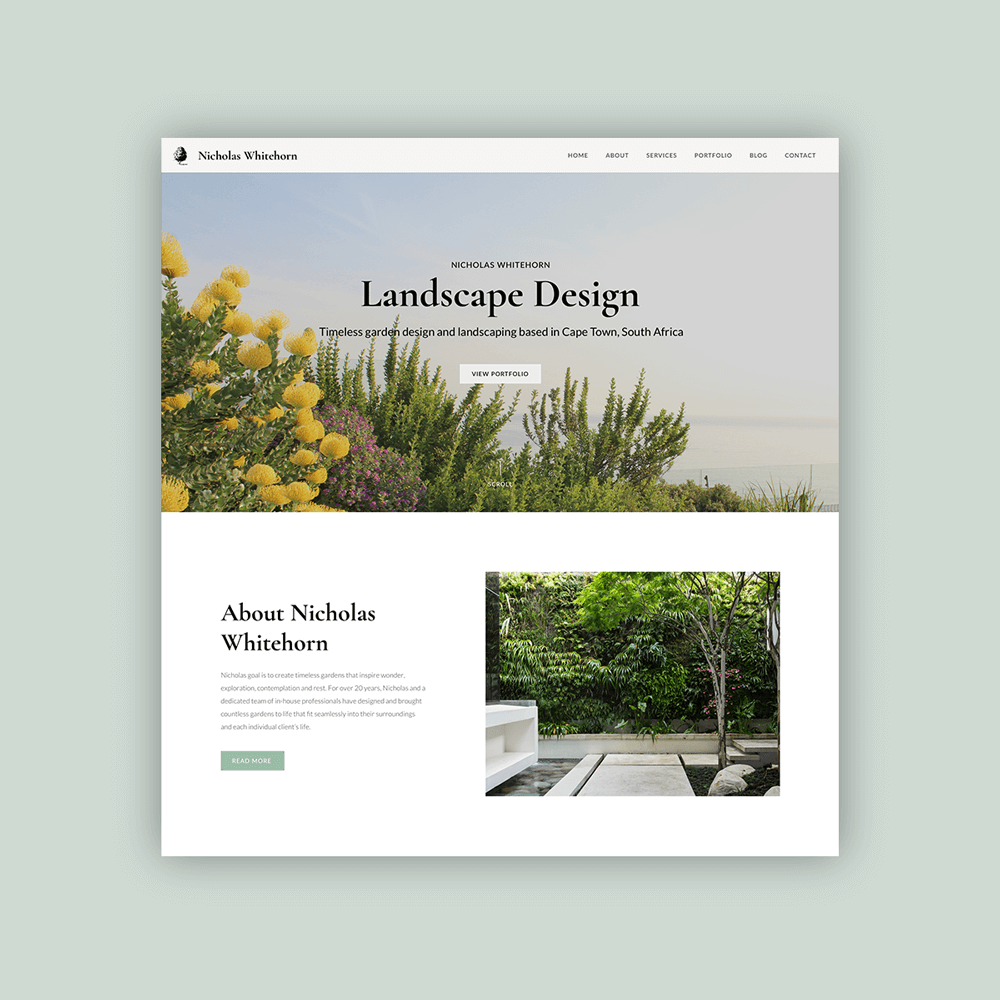 Nicholas Whitehorn
HOME ABOUT SERVICES PORTFOLIO BLOG CONTACT
NICHOLAS WHITEHORN
Landscape Design
Timeless garden design and landscaping based in Cape Town, South Africa
VIEW PORTFOLIO
SCROLL
About Nicholas
Whitehorn
Nicholas goal is to create timeless gardens that inspire wonder,
exploration, contemplation and rest. For over 20 years, Nicholas and a
dedicated team of in-house professionals have designed and brought
countless gardens to life that fit seamlessly into their surroundings
and each individual client's life.
READ MORE